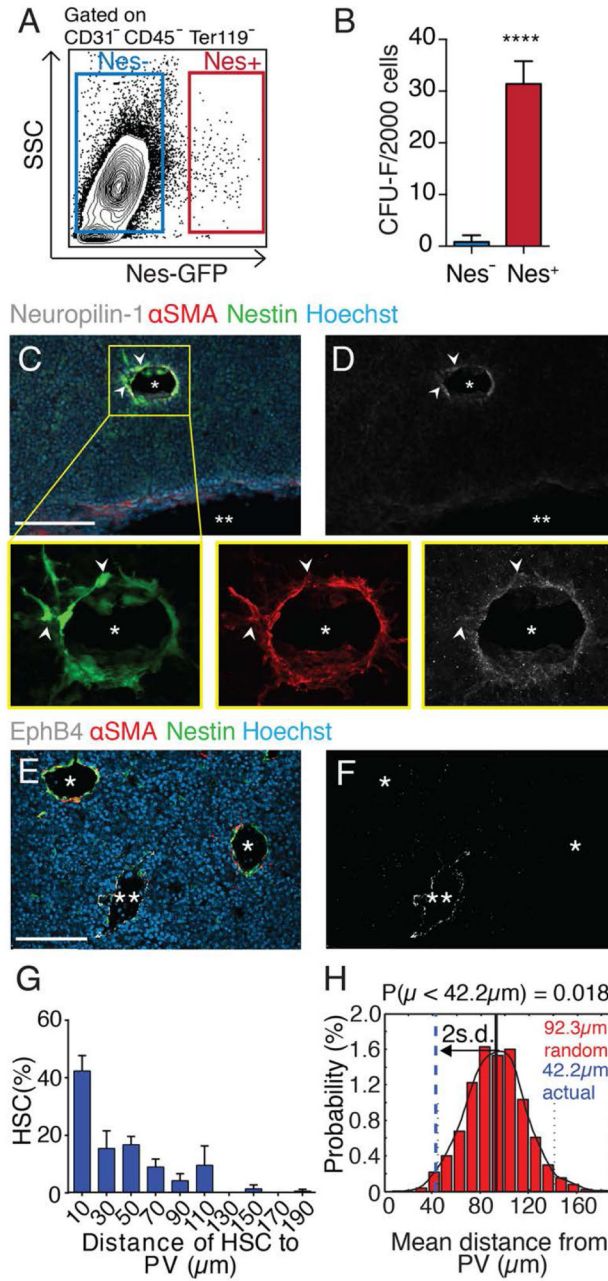 A
Gated on
CD31⁻ CD45⁻ Ter119⁻
Nes-
Nes+
SSC
Nes-GFP
B
****
CFU-F/2000 cells
40
30
20
10
0
Nes⁻
Nes⁺
Neuropilin-1 αSMA Nestin Hoechst
C
*
**
D
*
**
*
*
*
EphB4 αSMA Nestin Hoechst
E
*
*
**
F
*
*
**
G
HSC(%)
60
40
20
0
10
30
50
70
90
110
130
150
170
190
Distance of HSC to
PV (µm)
H
P(µ < 42.2µm) = 0.018
Probability (%)
2.0
1.6
1.2
0.8
0.4
0
2s.d.
92.3µm
random
42.2µm
actual
0
40
80
120
160
Mean distance from
PV (µm)